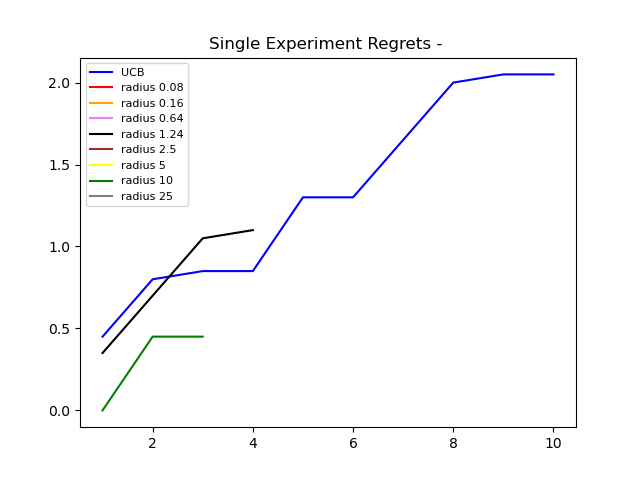 Single Experiment Regrets -
UCB
radius 0.08
radius 0.16
radius 0.64
radius 1.24
radius 2.5
radius 5
radius 10
radius 25
2.0
1.5
1.0
0.5
0.0
2 4 6 8 10